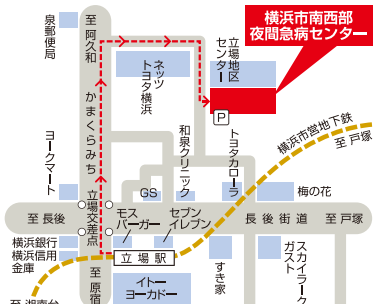 横浜市南西部
夜間急病センター
泉郵便局
至 阿久和
ネッツ
トヨタ横浜
立場地区
センター
P
かまくらみち
和泉クリニック
トヨタカローラ
横浜市営地下鉄
至 戸塚
ヨークマート
立場交差点
GS
梅の花
至 長後
モス
バーガー
セブン
イレブン
長後街道
至 戸塚
横浜銀行
横浜信用
金庫
立場駅
至 原宿
イトー
ヨーカドー
すき家
スカイラーク
ガスト
至 湘南台